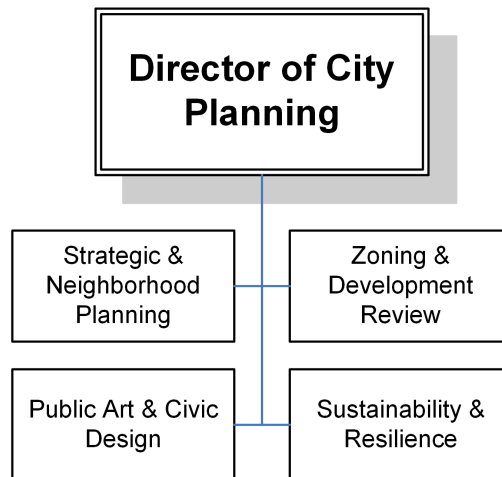 Director of City
Planning
Strategic &
Neighborhood
Planning
Zoning &
Development
Review
Public Art & Civic
Design
Sustainability &
Resilience